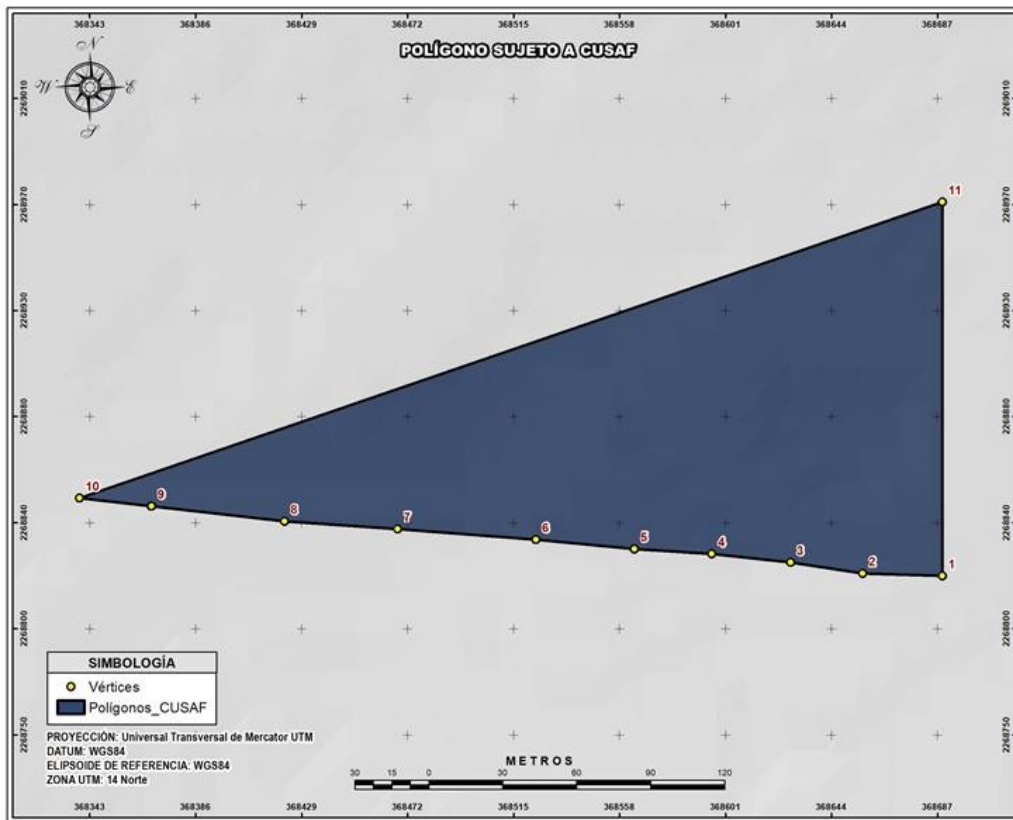 368343 368386 368429 368472 368515 368558 368601 368644 368687
POLÍGONO SUJETO A CUSAF
N
W E
S
2269010 2269010
11
2268970 2268970
2268930 2268930
2268880 2268880
10
9
8
7
6
5
4
3
2
1
2268840 2268840
2268800 2268800
2268750 2268750
SIMBOLOGÍA
Vértices
Polígonos_CUSAF
PROYECCIÓN: Universal Transversal de Mercator UTM
DATUM: WGS84
ELIPSOIDE DE REFERENCIA: WGS84
ZONA UTM: 14 Norte
METROS
30 15 0 30 60 90 120
368343 368386 368429 368472 368515 368558 368601 368644 368687